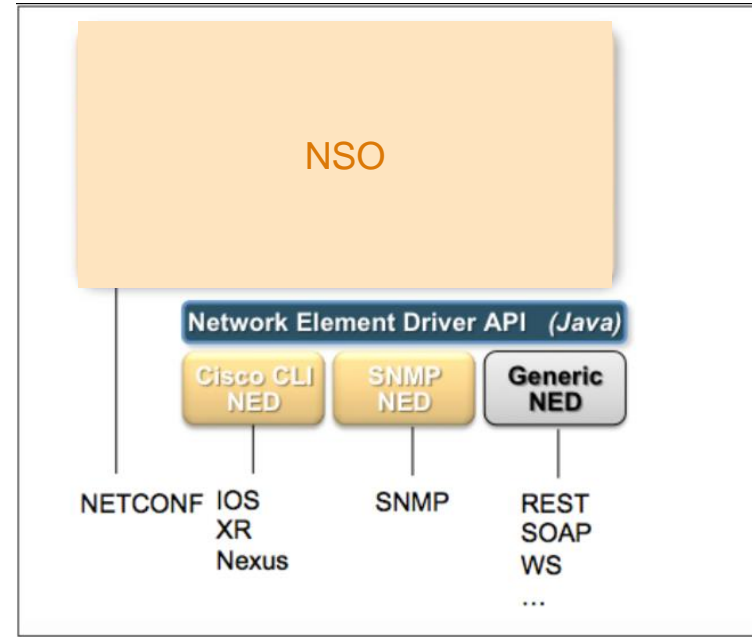 NSO
Network Element Driver API (Java)
Cisco CLI
NED
SNMP
NED
Generic
NED
NETCONF
IOS
XR
Nexus
SNMP
REST
SOAP
WS
...